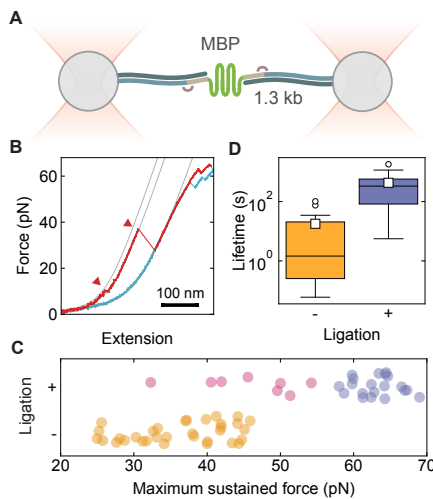 A
MBP
1.3 kb
B
60
40
20
0
Force (pN)
100 nm
Extension
D
Lifetime (s)
10²
10⁰
- +
Ligation
C
Ligation
+
-
20 30 40 50 60 70
Maximum sustained force (pN)